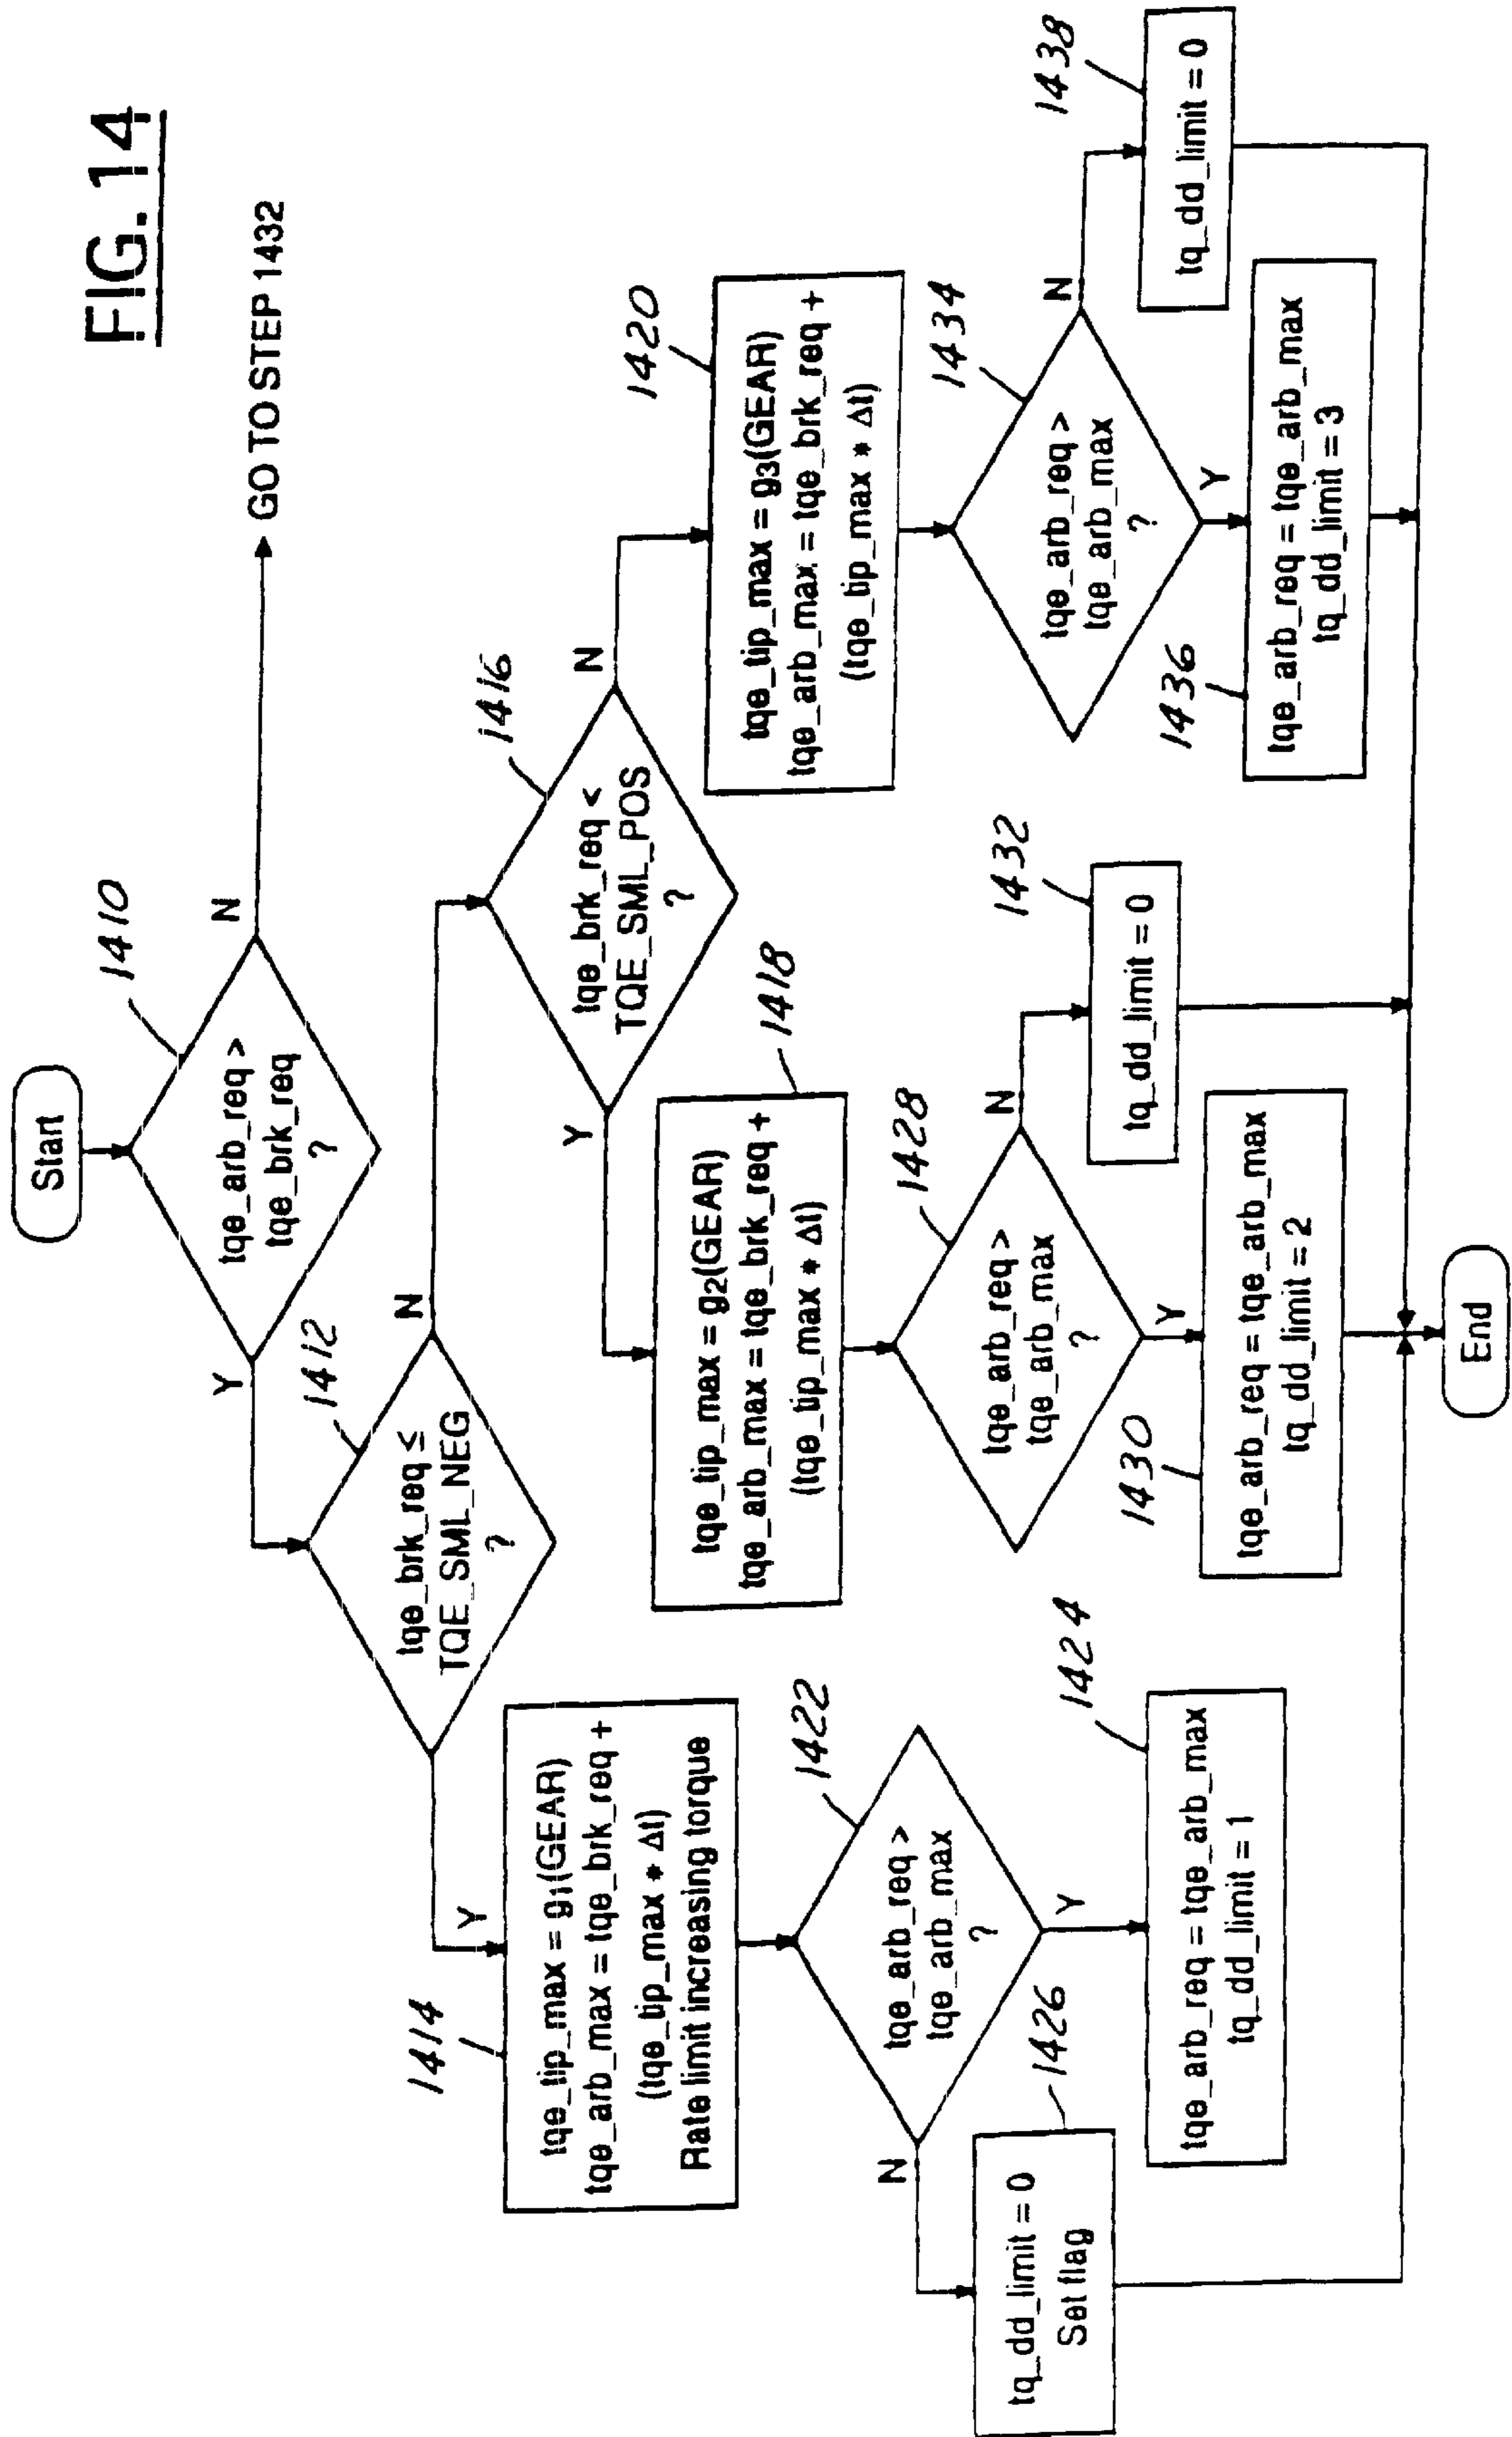 FIG. 14
Start
1410
tqe_arb_req >
tqe_brk_req
?
N
GO TO STEP 1432
Y
1412
tqe_brk_req ≤
TQE_SML_NEG
?
N
Y
1416
tqe_brk_req <
TQE_SML_POS
?
N
Y
1414
tqe_tip_max = g1(GEAR)
tqe_arb_max = tqe_brk_req +
(tqe_tip_max * Δt)
Rate limit increasing torque
1418
tqe_tip_max = g2(GEAR)
tqe_arb_max = tqe_brk_req +
(tqe_tip_max * Δt)
1420
tqe_tip_max = g3(GEAR)
tqe_arb_max = tqe_brk_req +
(tqe_tip_max * Δt)
1422
tqe_arb_req >
tqe_arb_max
?
N
Y
1428
tqe_arb_req >
tqe_arb_max
?
N
Y
1434
tqe_arb_req >
tqe_arb_max
?
N
Y
1426
tq_dd_limit = 0
Set flag
1424
tqe_arb_req = tqe_arb_max
tq_dd_limit = 1
1430
tqe_arb_req = tqe_arb_max
tq_dd_limit = 2
1432
tq_dd_limit = 0
1436
tqe_arb_req = tqe_arb_max
tq_dd_limit = 3
1438
tq_dd_limit = 0
End